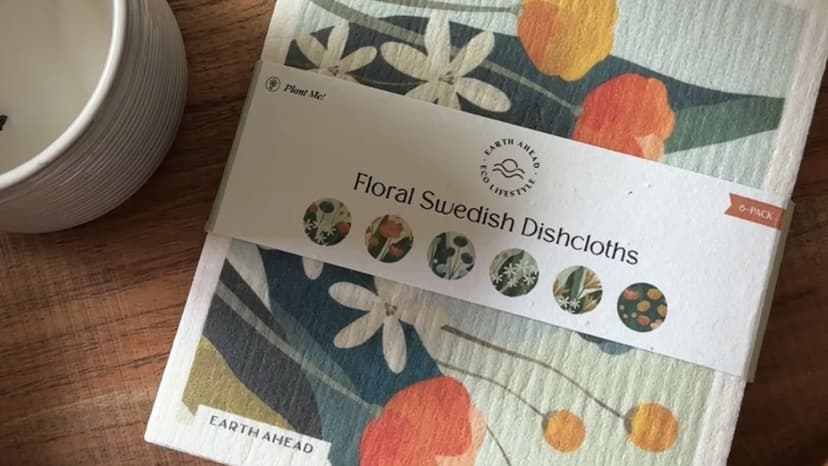 Plant Me!
· EARTH AHEAD ·
ECO LIFESTYLE
Floral Swedish Dishcloths
6-PACK
EARTH AHEAD